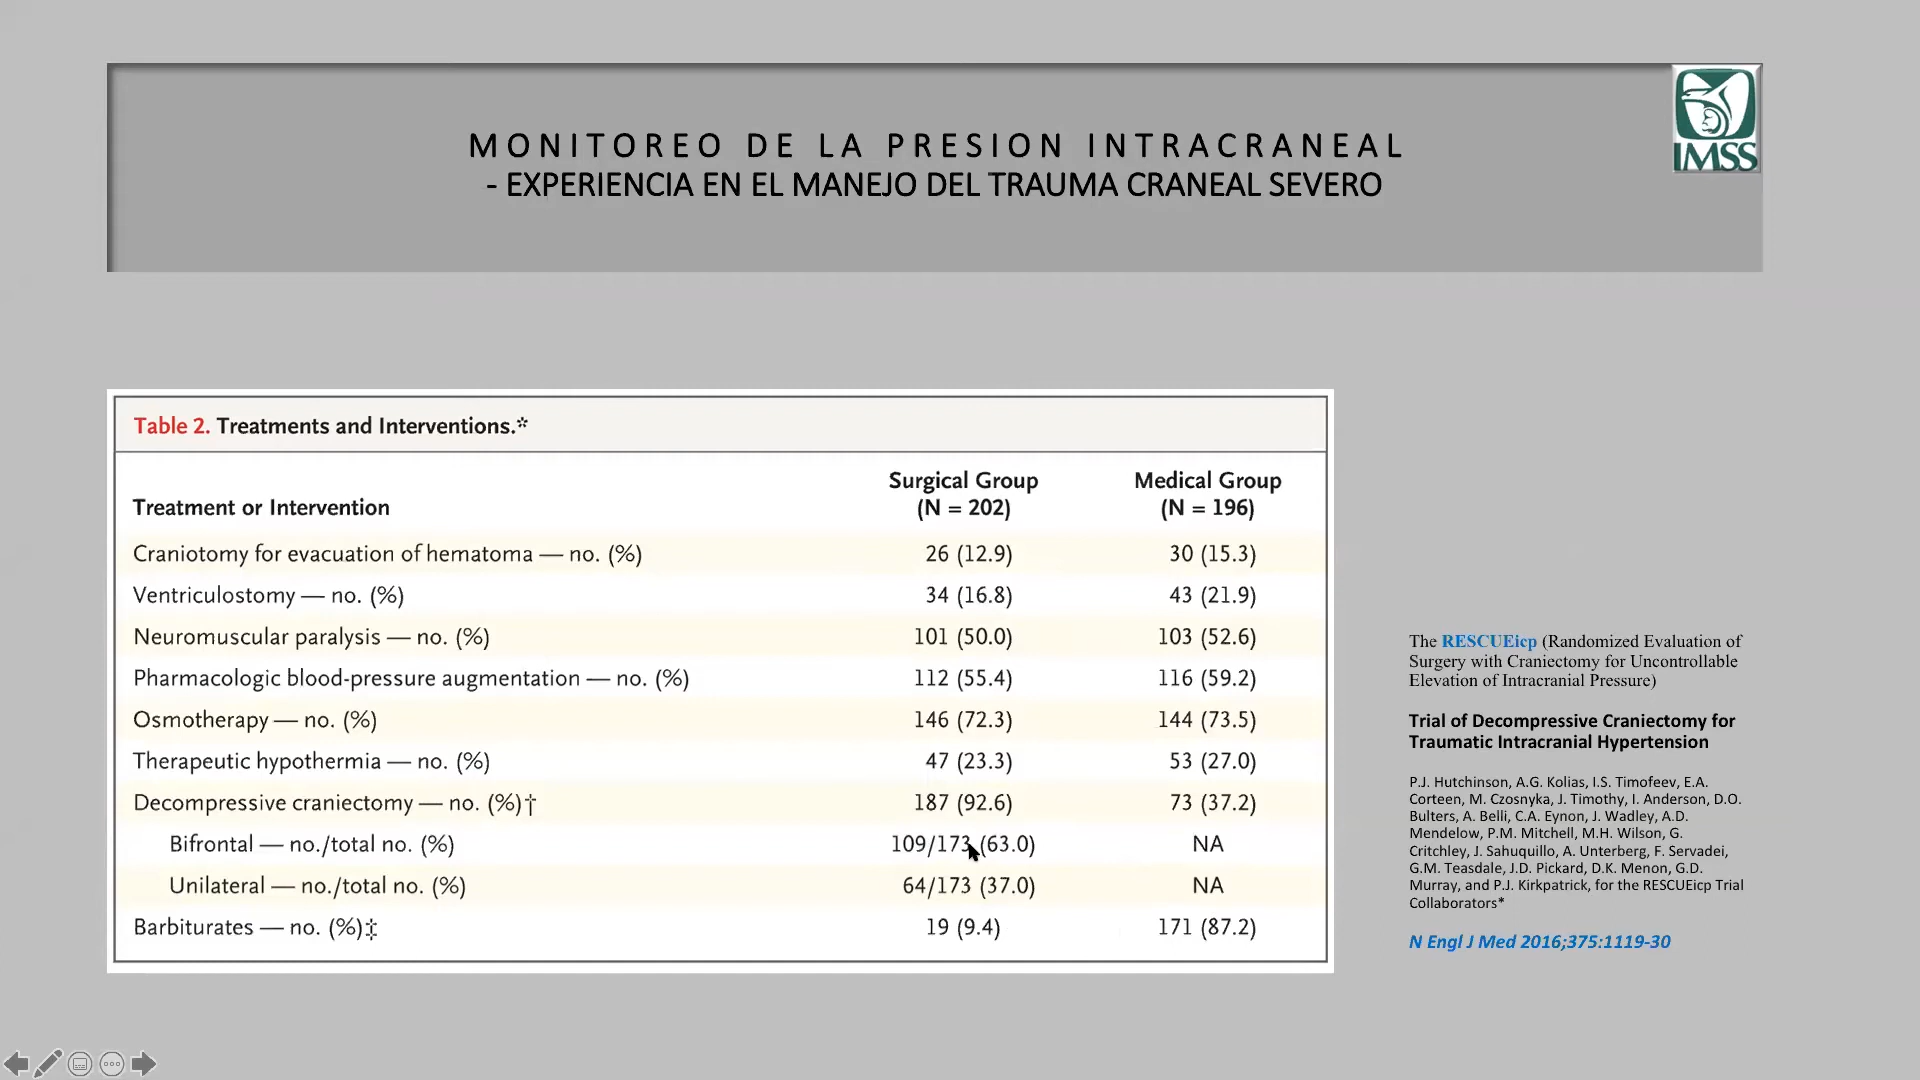 MONITOREO DE LA PRESION INTRACRANEAL
- EXPERIENCIA EN EL MANEJO DEL TRAUMA CRANEAL SEVERO
IMSS
Table 2. Treatments and Interventions.*
Treatment or Intervention Surgical Group (N = 202) Medical Group (N = 196)
Craniotomy for evacuation of hematoma — no. (%) 26 (12.9) 30 (15.3)
Ventriculostomy — no. (%) 34 (16.8) 43 (21.9)
Neuromuscular paralysis — no. (%) 101 (50.0) 103 (52.6)
Pharmacologic blood-pressure augmentation — no. (%) 112 (55.4) 116 (59.2)
Osmotherapy — no. (%) 146 (72.3) 144 (73.5)
Therapeutic hypothermia — no. (%) 47 (23.3) 53 (27.0)
Decompressive craniectomy — no. (%)† 187 (92.6) 73 (37.2)
Bifrontal — no./total no. (%) 109/173 (63.0) NA
Unilateral — no./total no. (%) 64/173 (37.0) NA
Barbiturates — no. (%)‡ 19 (9.4) 171 (87.2)
The RESCUEicp (Randomized Evaluation of
Surgery with Craniectomy for Uncontrollable
Elevation of Intracranial Pressure)
Trial of Decompressive Craniectomy for
Traumatic Intracranial Hypertension
P.J. Hutchinson, A.G. Kolias, I.S. Timofeev, E.A.
Corteen, M. Czosnyka, J. Timothy, I. Anderson, D.O.
Bulters, A. Belli, C.A. Eynon, J. Wadley, A.D.
Mendelow, P.M. Mitchell, M.H. Wilson, G.
Critchley, J. Sahuquillo, A. Unterberg, F. Servadei,
G.M. Teasdale, J.D. Pickard, D.K. Menon, G.D.
Murray, and P.J. Kirkpatrick, for the RESCUEicp Trial
Collaborators*
N Engl J Med 2016;375:1119-30